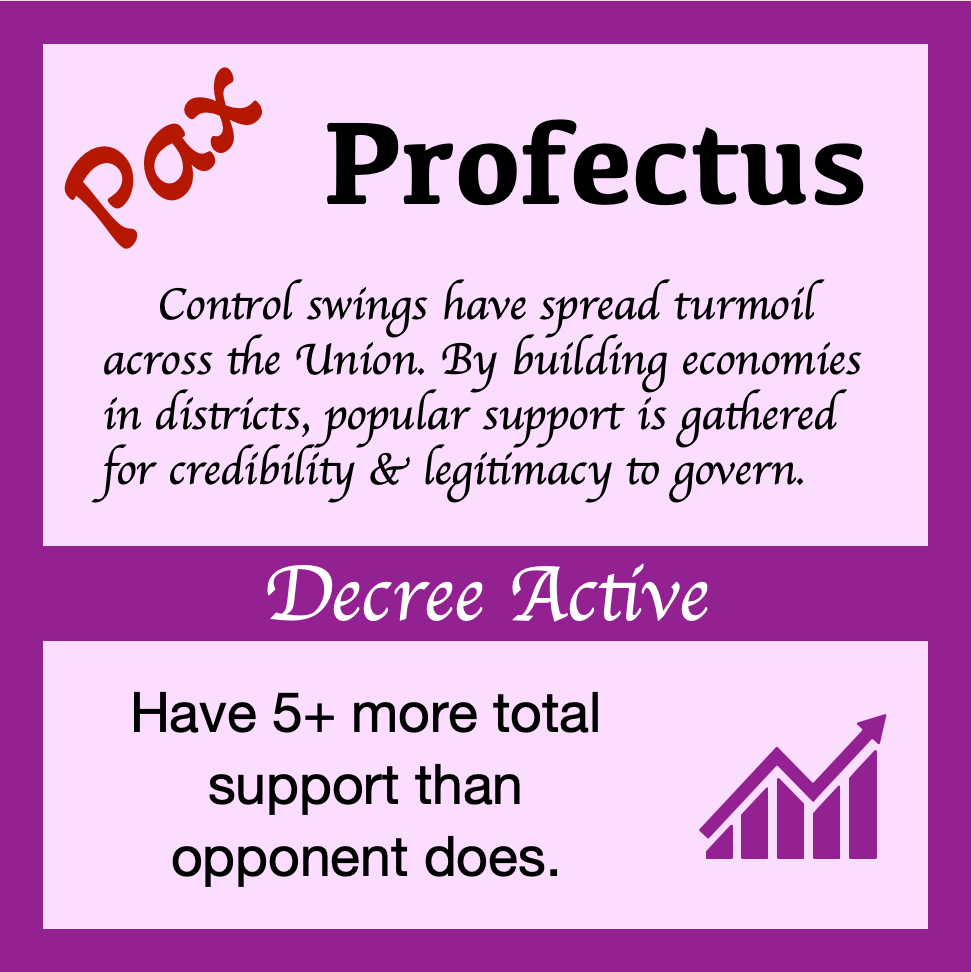 Pax
Profectus
Control swings have spread turmoil
across the Union. By building economies
in districts, popular support is gathered
for credibility & legitimacy to govern.
Decree Active
Have 5+ more total
support than
opponent does.